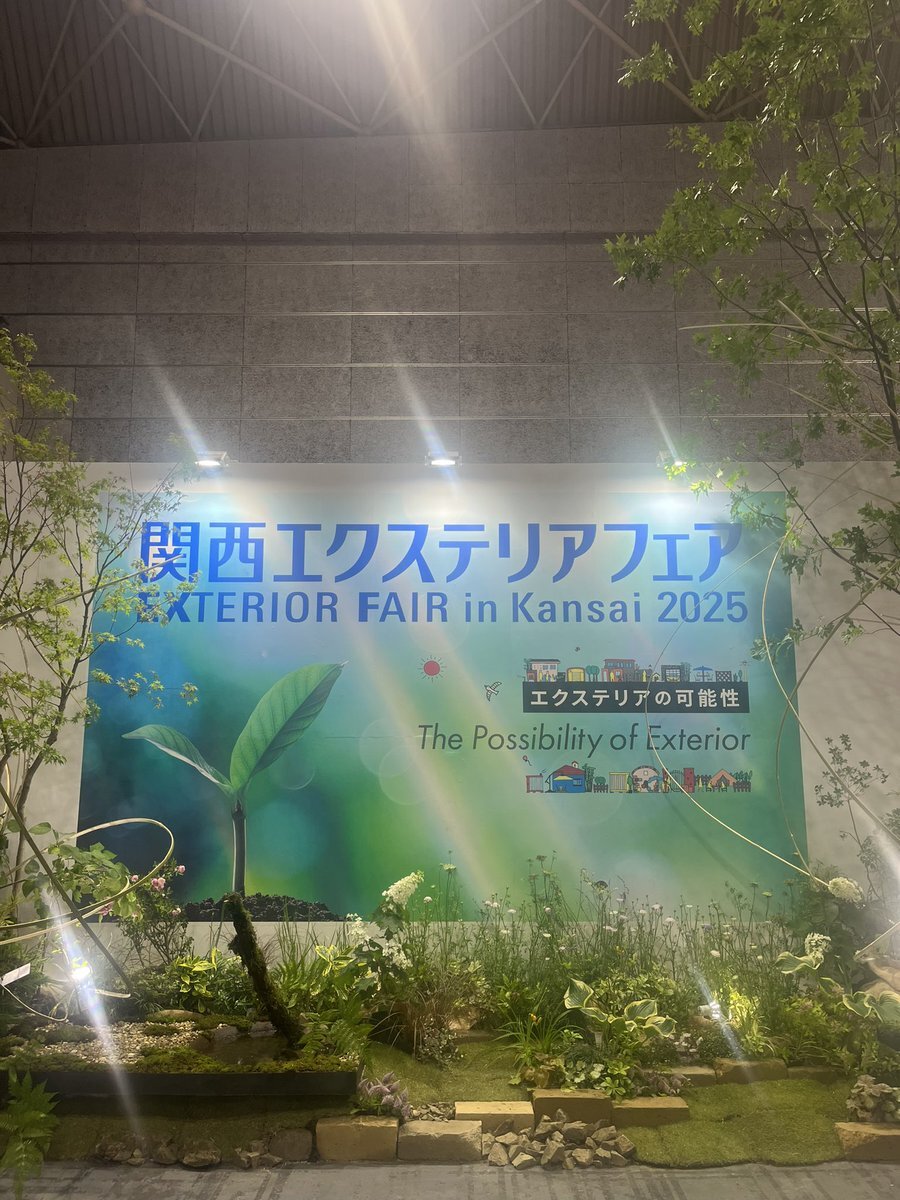 関西エクステリアフェア
EXTERIOR FAIR in Kansai 2025
エクステリアの可能性
The Possibility of Exterior